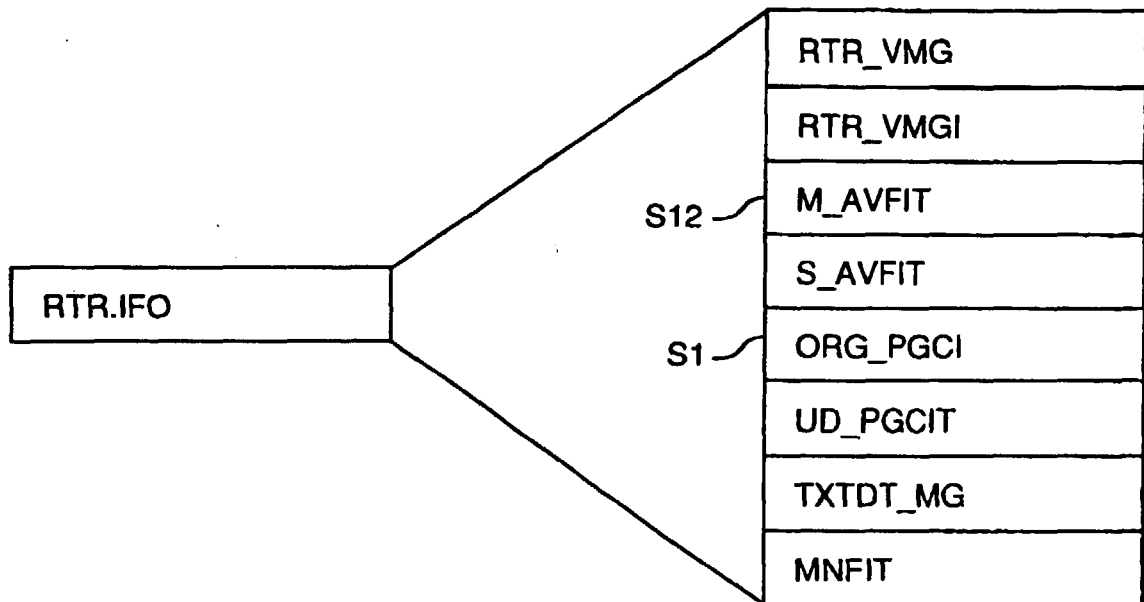 RTR.IFO
RTR_VMG
RTR_VMGI
S12
M_AVFIT
S_AVFIT
S1
ORG_PGCI
UD_PGCIT
TXTDT_MG
MNFIT